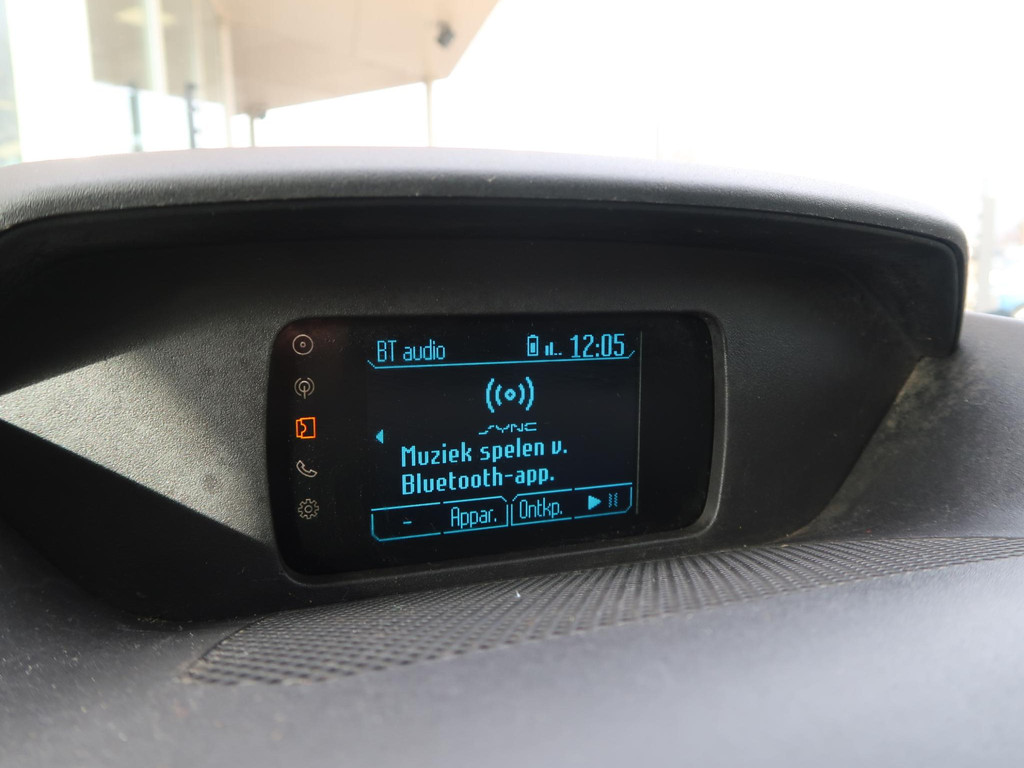 BT audio 12:05
SYNC
Muziek spelen v.
Bluetooth-app.
- Appar. Ontkp.